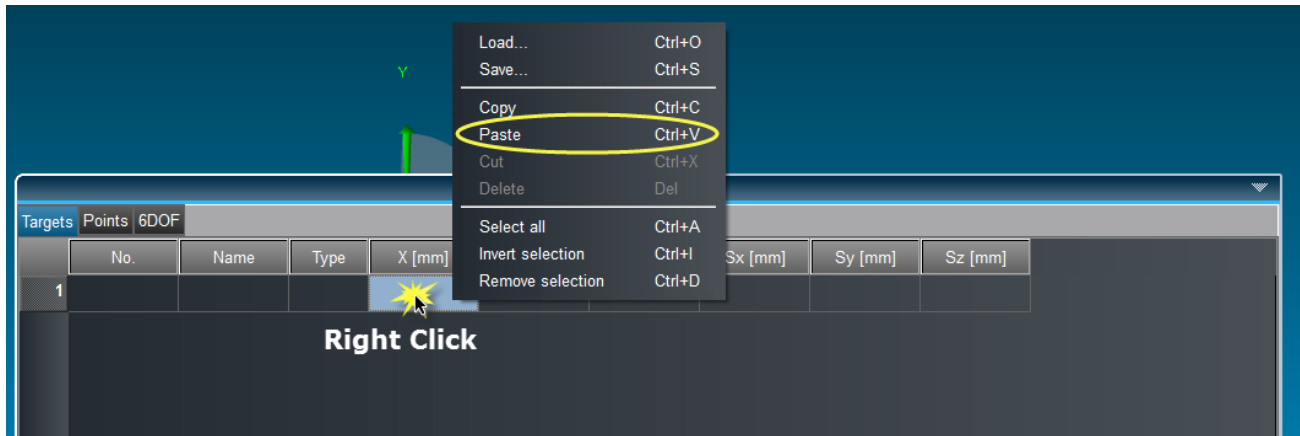 Load... Ctrl+O
Y
Save... Ctrl+S
Copy Ctrl+C
Paste Ctrl+V
Cut Ctrl+X
Delete Del
Select all Ctrl+A
Invert selection Ctrl+I
Remove selection Ctrl+D
Targets Points 6DOF
No. Name Type X [mm] Sx [mm] Sy [mm] Sz [mm]
1
Right Click